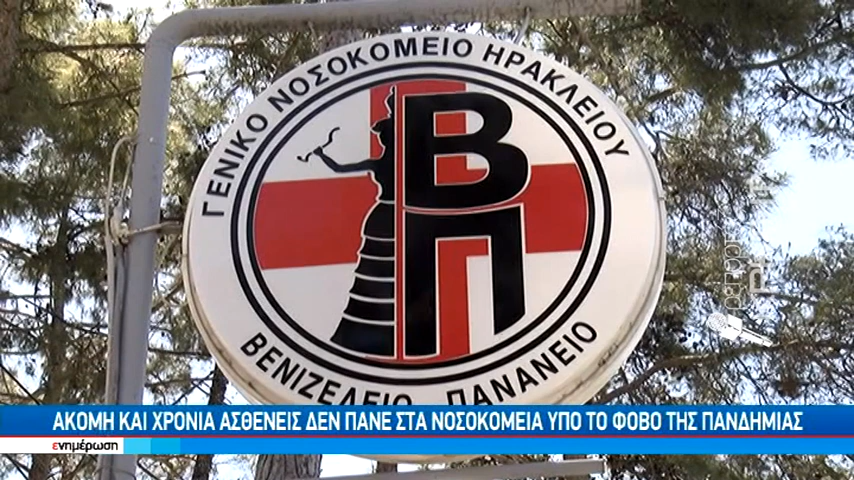 ΓΕΝΙΚΟ ΝΟΣΟΚΟΜΕΙΟ ΗΡΑΚΛΕΙΟΥ
ΒΠ
ΒΕΝΙΖΕΛΕΙΟ ΠΑΝΑΝΕΙΟ
ΑΚΟΜΗ ΚΑΙ ΧΡΟΝΙΑ ΑΣΘΕΝΕΙΣ ΔΕΝ ΠΑΝΕ ΣΤΑ ΝΟΣΟΚΟΜΕΙΑ ΥΠΟ ΤΟ ΦΟΒΟ ΤΗΣ ΠΑΝΔΗΜΙΑΣ
ενημέρωση